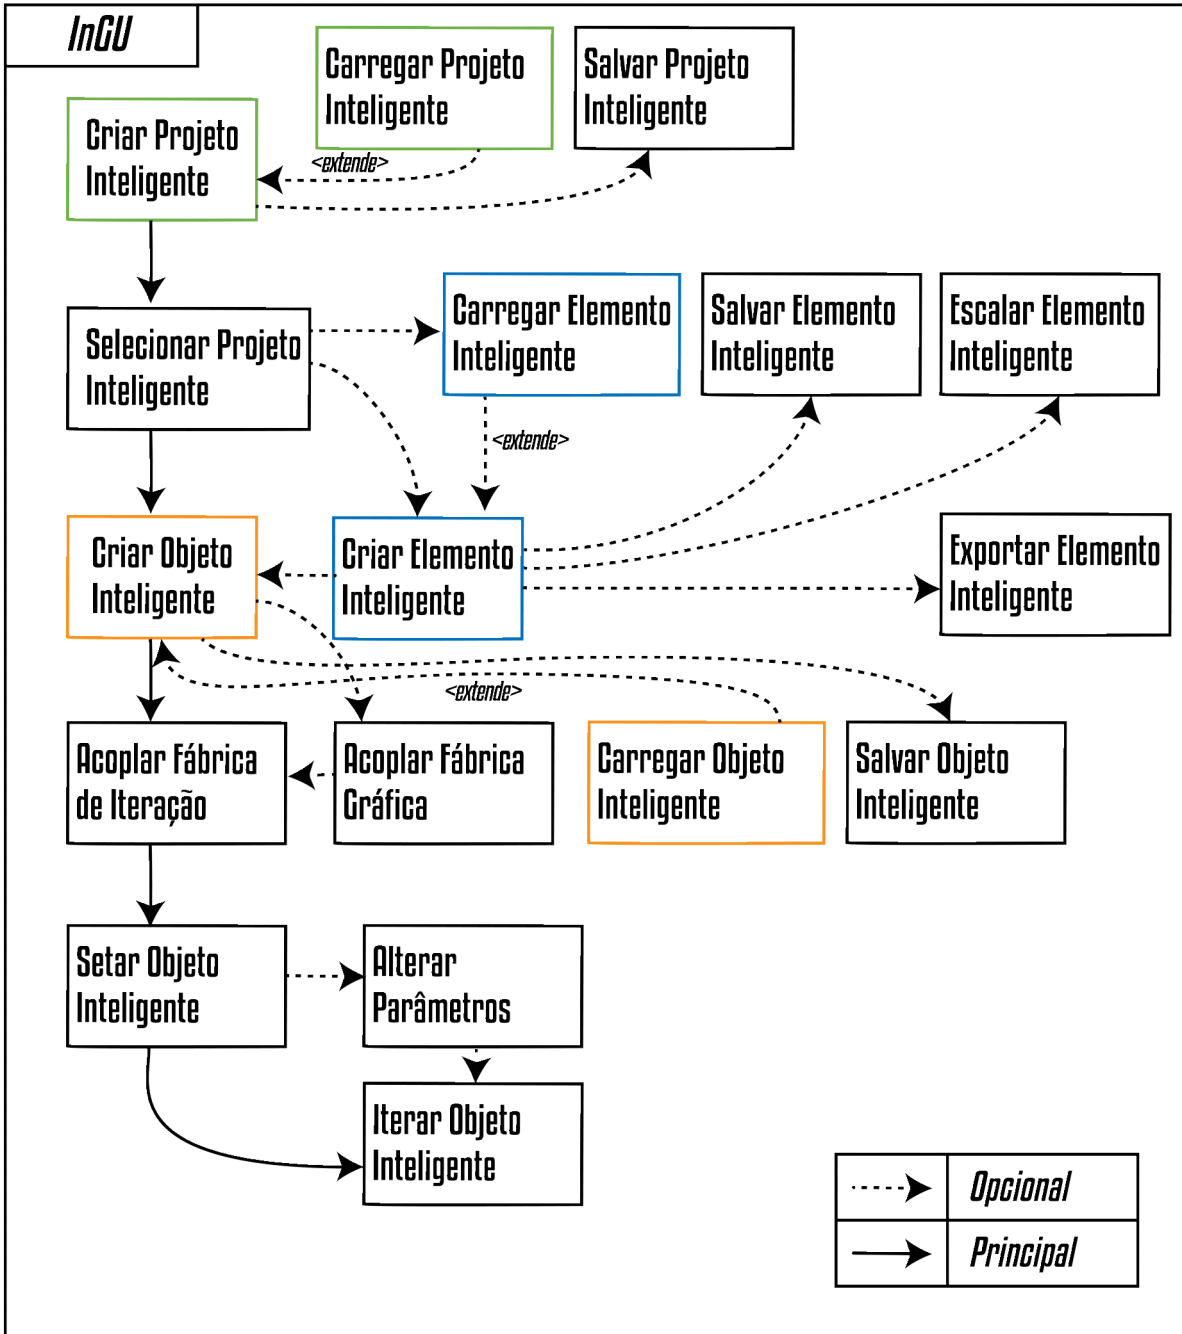 InGU
Carregar Projeto
Inteligente
Salvar Projeto
Inteligente
Criar Projeto
Inteligente
<extende>
Selecionar Projeto
Inteligente
Carregar Elemento
Inteligente
Salvar Elemento
Inteligente
Escalar Elemento
Inteligente
<extende>
Criar Objeto
Inteligente
Criar Elemento
Inteligente
Exportar Elemento
Inteligente
<extende>
Acoplar Fábrica
de Iteração
Acoplar Fábrica
Gráfica
Carregar Objeto
Inteligente
Salvar Objeto
Inteligente
Setar Objeto
Inteligente
Alterar
Parâmetros
Iterar Objeto
Inteligente
Opcional
Principal